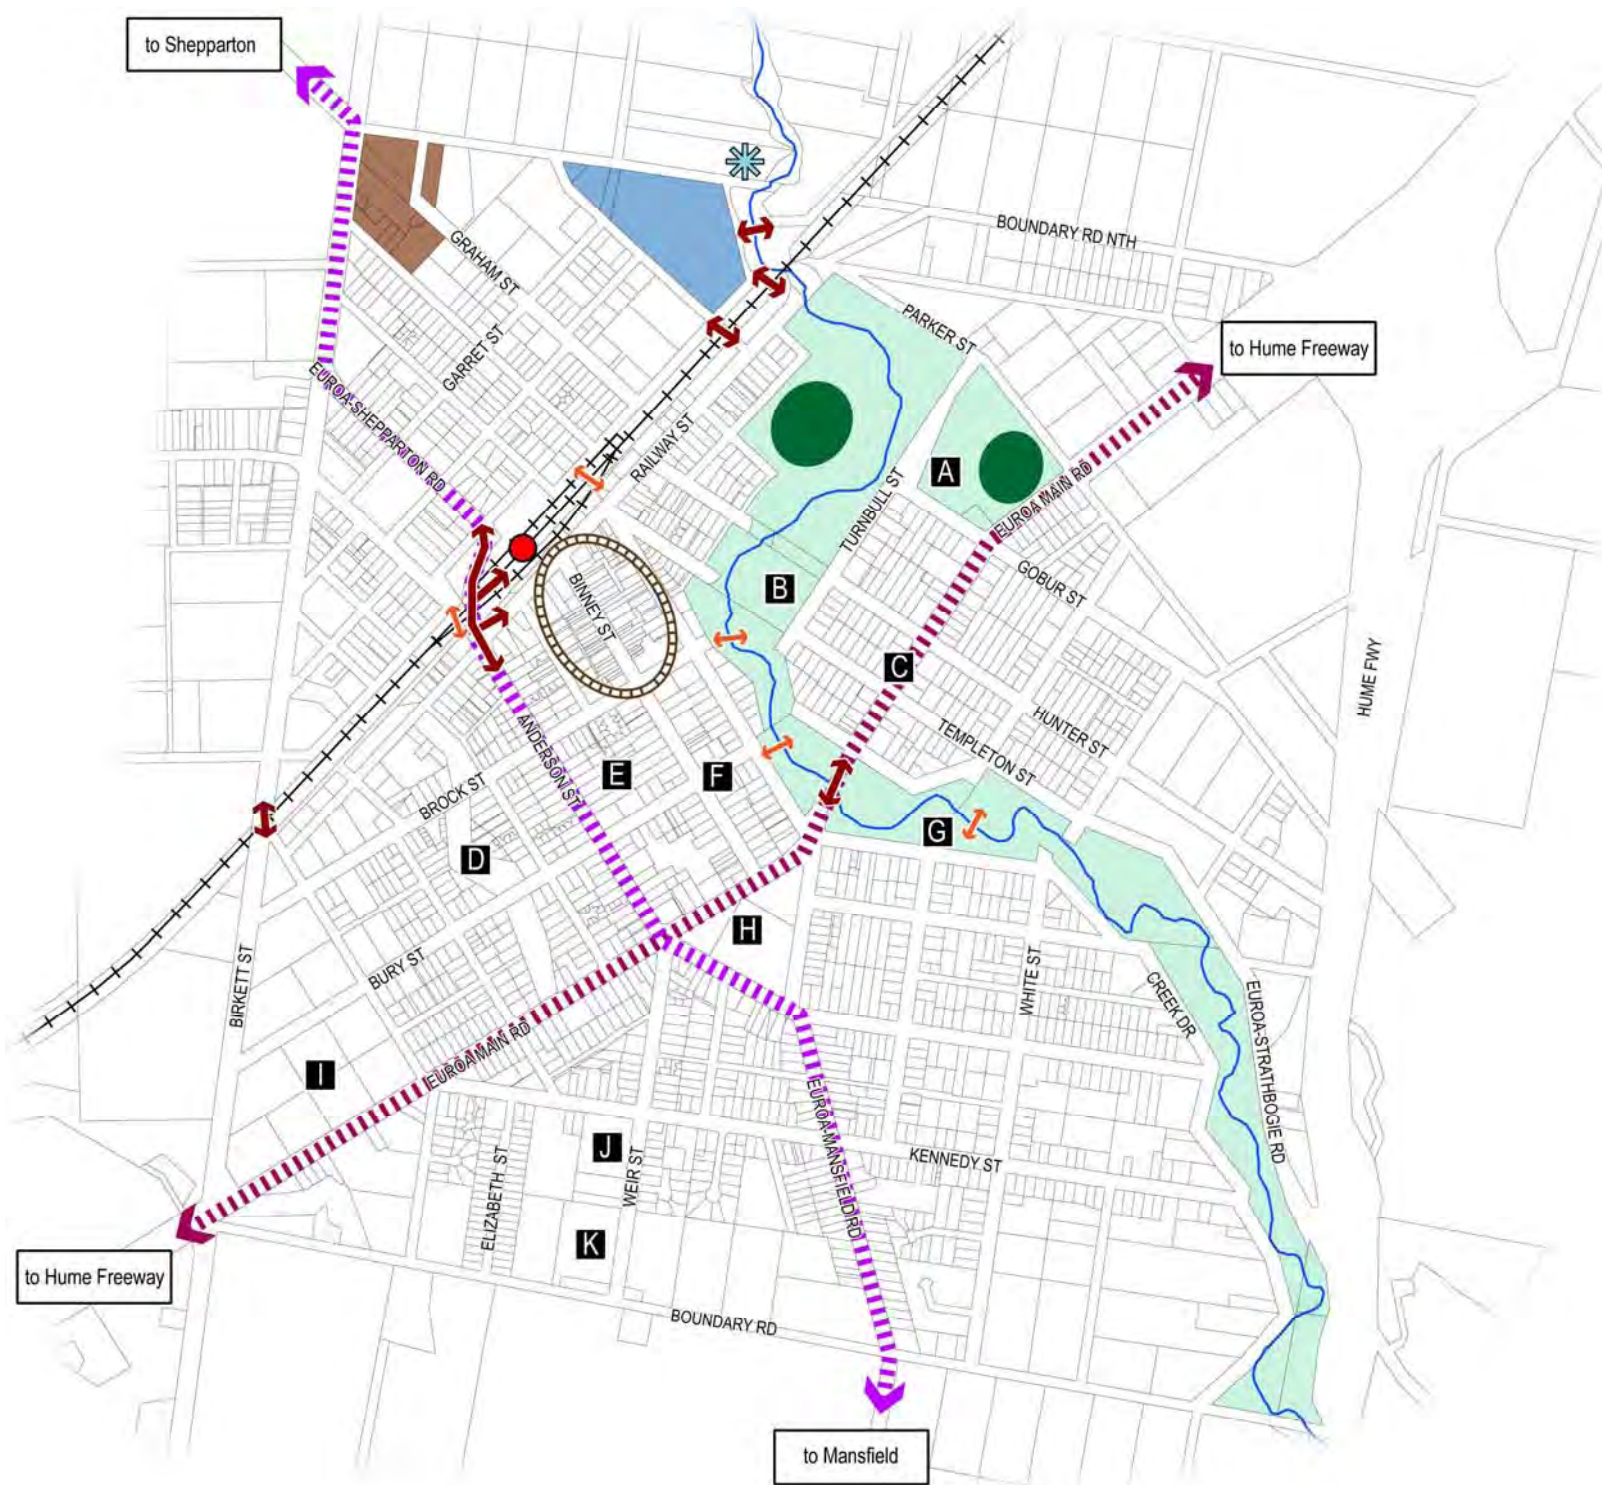 to Shepparton
BOUNDARY RD NTH
GRAHAM ST
PARKER ST
to Hume Freeway
GARRET ST
EUROA-SHEPPARTON RD
RAILWAY ST
A
EUROA MAIN RD
TURNBULL ST
GOBUR ST
B
BINNEY ST
C
HUME FWY
HUNTER ST
TEMPLETON ST
ANDERSON ST
E
F
BROCK ST
G
D
H
BURY ST
BIRKETT ST
WHITE ST
CREEK DR
EUROA-STRATHBOGIE RD
EUROA MAIN RD
I
EUROA-MANSFIELD RD
J
WEIR ST
KENNEDY ST
ELIZABETH ST
K
to Hume Freeway
BOUNDARY RD
to Mansfield